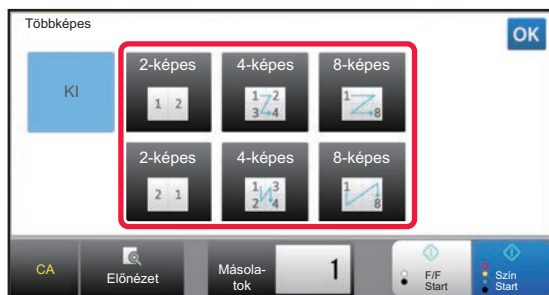 Többképes
OK
KI
2-képes
4-képes
8-képes
1 2
1 2
3 4
1
8
2-képes
4-képes
8-képes
2 1
1 3
2 4
1
8
CA
Előnézet
Másola-
tok
1
F/F
Start
Szín
Start